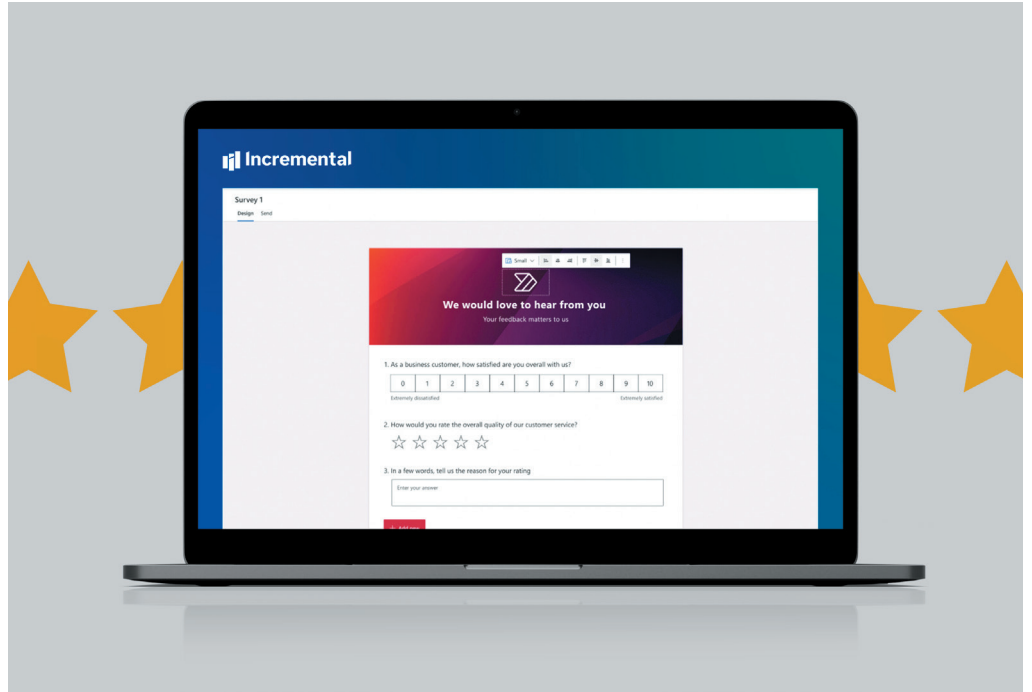 Incremental
Survey 1
Design Send
Small
We would love to hear from you
Your feedback matters to us
1. As a business customer, how satisfied are you overall with us?
0 1 2 3 4 5 6 7 8 9 10
Extremely dissatisfied Extremely satisfied
2. How would you rate the overall quality of our customer service?
3. In a few words, tell us the reason for your rating
Enter your answer
+ Add new